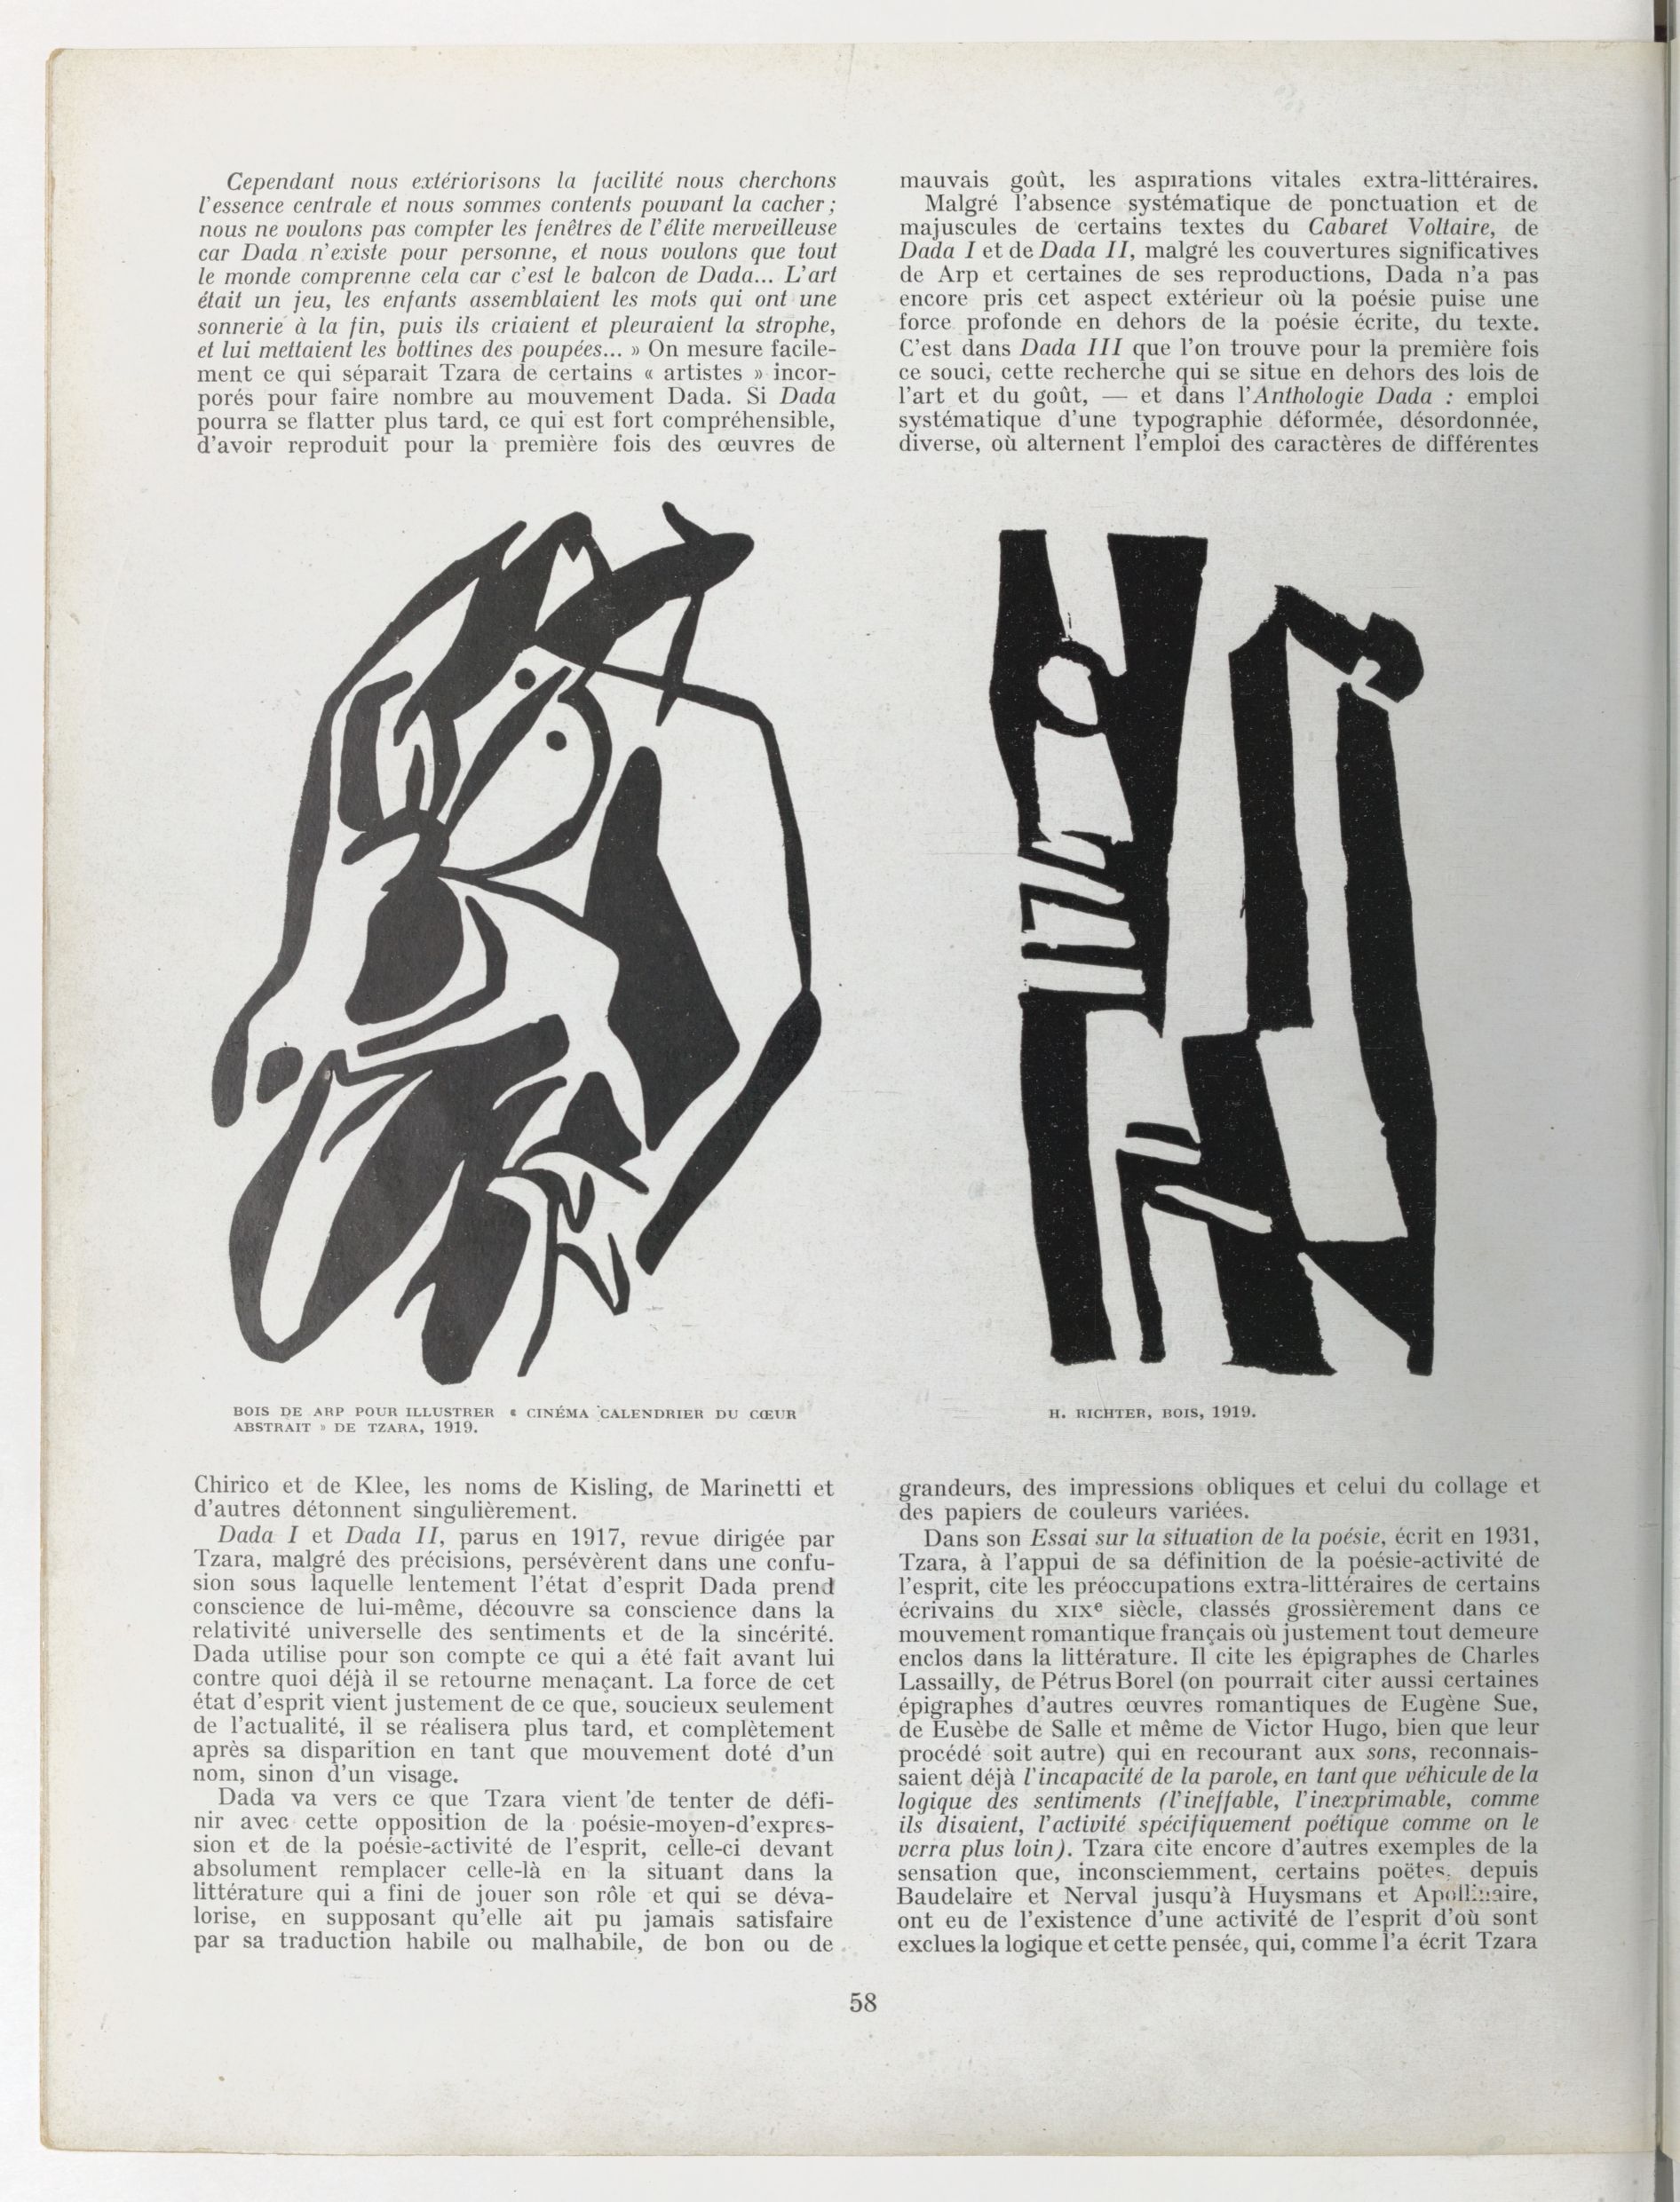 Cependant nous extériorisons la facilité nous cherchons
l'essence centrale et nous sommes contents pouvant la cacher ;
nous ne voulons pas compter les fenêtres de l'élite merveilleuse
car Dada n'existe pour personne, et nous voulons que tout
le monde comprenne cela car c'est le balcon de Dada... L'art
était un jeu, les enfants assemblaient les mots qui ont une
sonnerie à la fin, puis ils criaient et pleuraient la strophe,
et lui mettaient les bottines des poupées... » On mesure facile-
ment ce qui séparait Tzara de certains « artistes » incor-
porés pour faire nombre au mouvement Dada. Si Dada
pourra se flatter plus tard, ce qui est fort compréhensible,
d'avoir reproduit pour la première fois des œuvres de
BOIS DE ARP POUR ILLUSTRER « CINÉMA CALENDRIER DU CŒUR
ABSTRAIT » DE TZARA, 1919.
Chirico et de Klee, les noms de Kisling, de Marinetti et
d'autres détonnent singulièrement.
Dada I et Dada II, parus en 1917, revue dirigée par
Tzara, malgré des précisions, persévèrent dans une confu-
sion sous laquelle lentement l'état d'esprit Dada prend
conscience de lui-même, découvre sa conscience dans la
relativité universelle des sentiments et de la sincérité.
Dada utilise pour son compte ce qui a été fait avant lui
contre quoi déjà il se retourne menaçant. La force de cet
état d'esprit vient justement de ce que, soucieux seulement
de l'actualité, il se réalisera plus tard, et complètement
après sa disparition en tant que mouvement doté d'un
nom, sinon d'un visage.
Dada va vers ce que Tzara vient de tenter de défi-
nir avec cette opposition de la poésie-moyen-d'expres-
sion et de la poésie-activité de l'esprit, celle-ci devant
absolument remplacer celle-là en la situant dans la
littérature qui a fini de jouer son rôle et qui se déva-
lorise, en supposant qu'elle ait pu jamais satisfaire
par sa traduction habile ou malhabile, de bon ou de
mauvais goût, les aspirations vitales extra-littéraires.
Malgré l'absence systématique de ponctuation et de
majuscules de certains textes du Cabaret Voltaire, de
Dada I et de Dada II, malgré les couvertures significatives
de Arp et certaines de ses reproductions, Dada n'a pas
encore pris cet aspect extérieur où la poésie puise une
force profonde en dehors de la poésie écrite, du texte.
C'est dans Dada III que l'on trouve pour la première fois
ce souci, cette recherche qui se situe en dehors des lois de
l'art et du goût, — et dans l'Anthologie Dada : emploi
systématique d'une typographie déformée, désordonnée,
diverse, où alternent l'emploi des caractères de différentes
H. RICHTER, BOIS, 1919.
grandeurs, des impressions obliques et celui du collage et
des papiers de couleurs variées.
Dans son Essai sur la situation de la poésie, écrit en 1931,
Tzara, à l'appui de sa définition de la poésie-activité de
l'esprit, cite les préoccupations extra-littéraires de certains
écrivains du XIXe siècle, classés grossièrement dans ce
mouvement romantique français où justement tout demeure
enclos dans la littérature. Il cite les épigraphes de Charles
Lassailly, de Pétrus Borel (on pourrait citer aussi certaines
épigraphes d'autres œuvres romantiques de Eugène Sue,
de Eusèbe de Salle et même de Victor Hugo, bien que leur
procédé soit autre) qui en recourant aux sons, reconnais-
saient déjà l'incapacité de la parole, en tant que véhicule de la
logique des sentiments (l'ineffable, l'inexprimable, comme
ils disaient, l'activité spécifiquement poétique comme on le
verra plus loin). Tzara cite encore d'autres exemples de la
sensation que, inconsciemment, certains poëtes, depuis
Baudelaire et Nerval jusqu'à Huysmans et Apollinaire,
ont eu de l'existence d'une activité de l'esprit d'où sont
exclues la logique et cette pensée, qui, comme l'a écrit Tzara
58